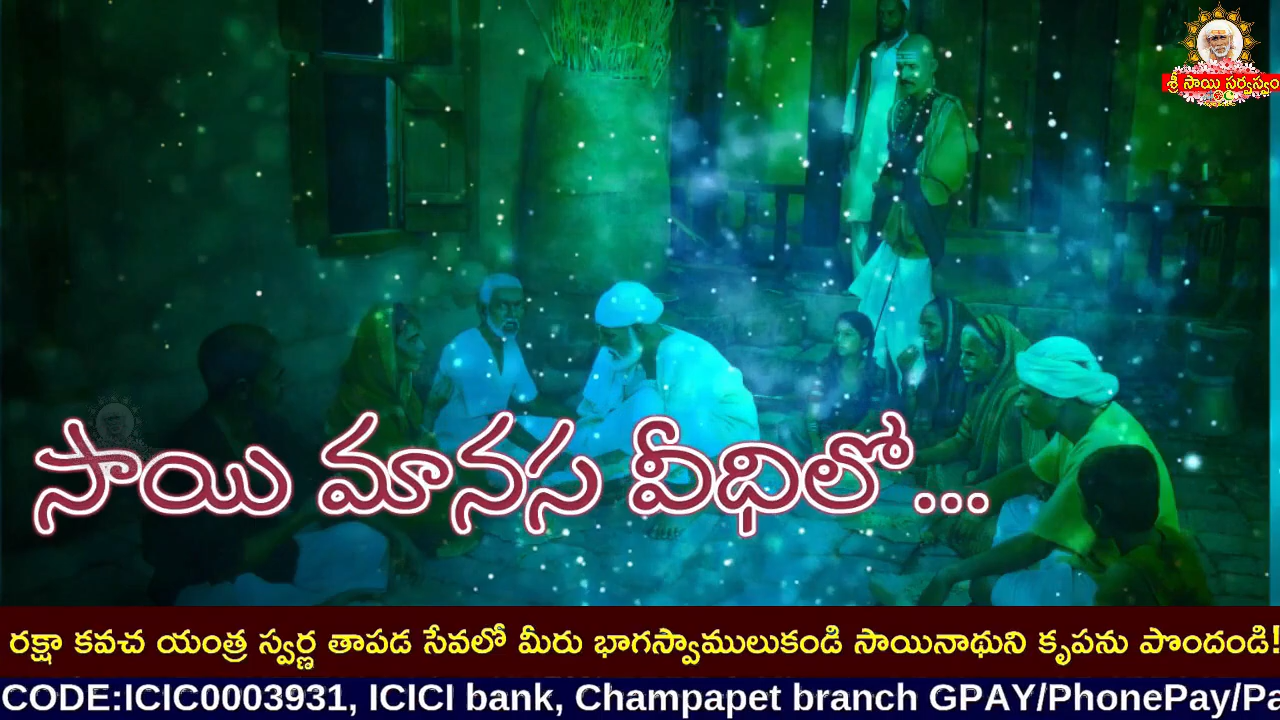 శ్రీ సాయి సర్వస్వం
సాయి మానస వీధిలో ...
రక్షా కవచ యంత్ర స్వర్ణ తాపడ సేవలో మీరు భాగస్వాములుకండి సాయినాథుని కృపను పొందండి!
CODE:ICIC0003931, ICICI bank, Champapet branch GPAY/PhonePay/Pa